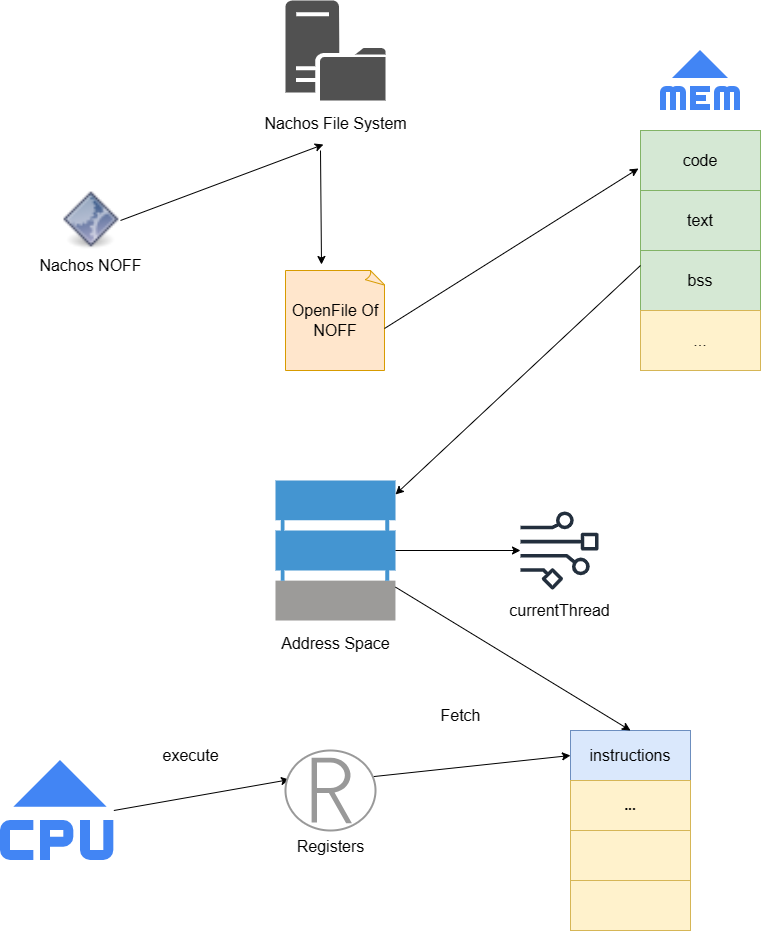 Nachos File System
MEM
code
text
bss
...
Nachos NOFF
OpenFile Of
NOFF
currentThread
Address Space
Fetch
execute
instructions
...
R
Registers
CPU